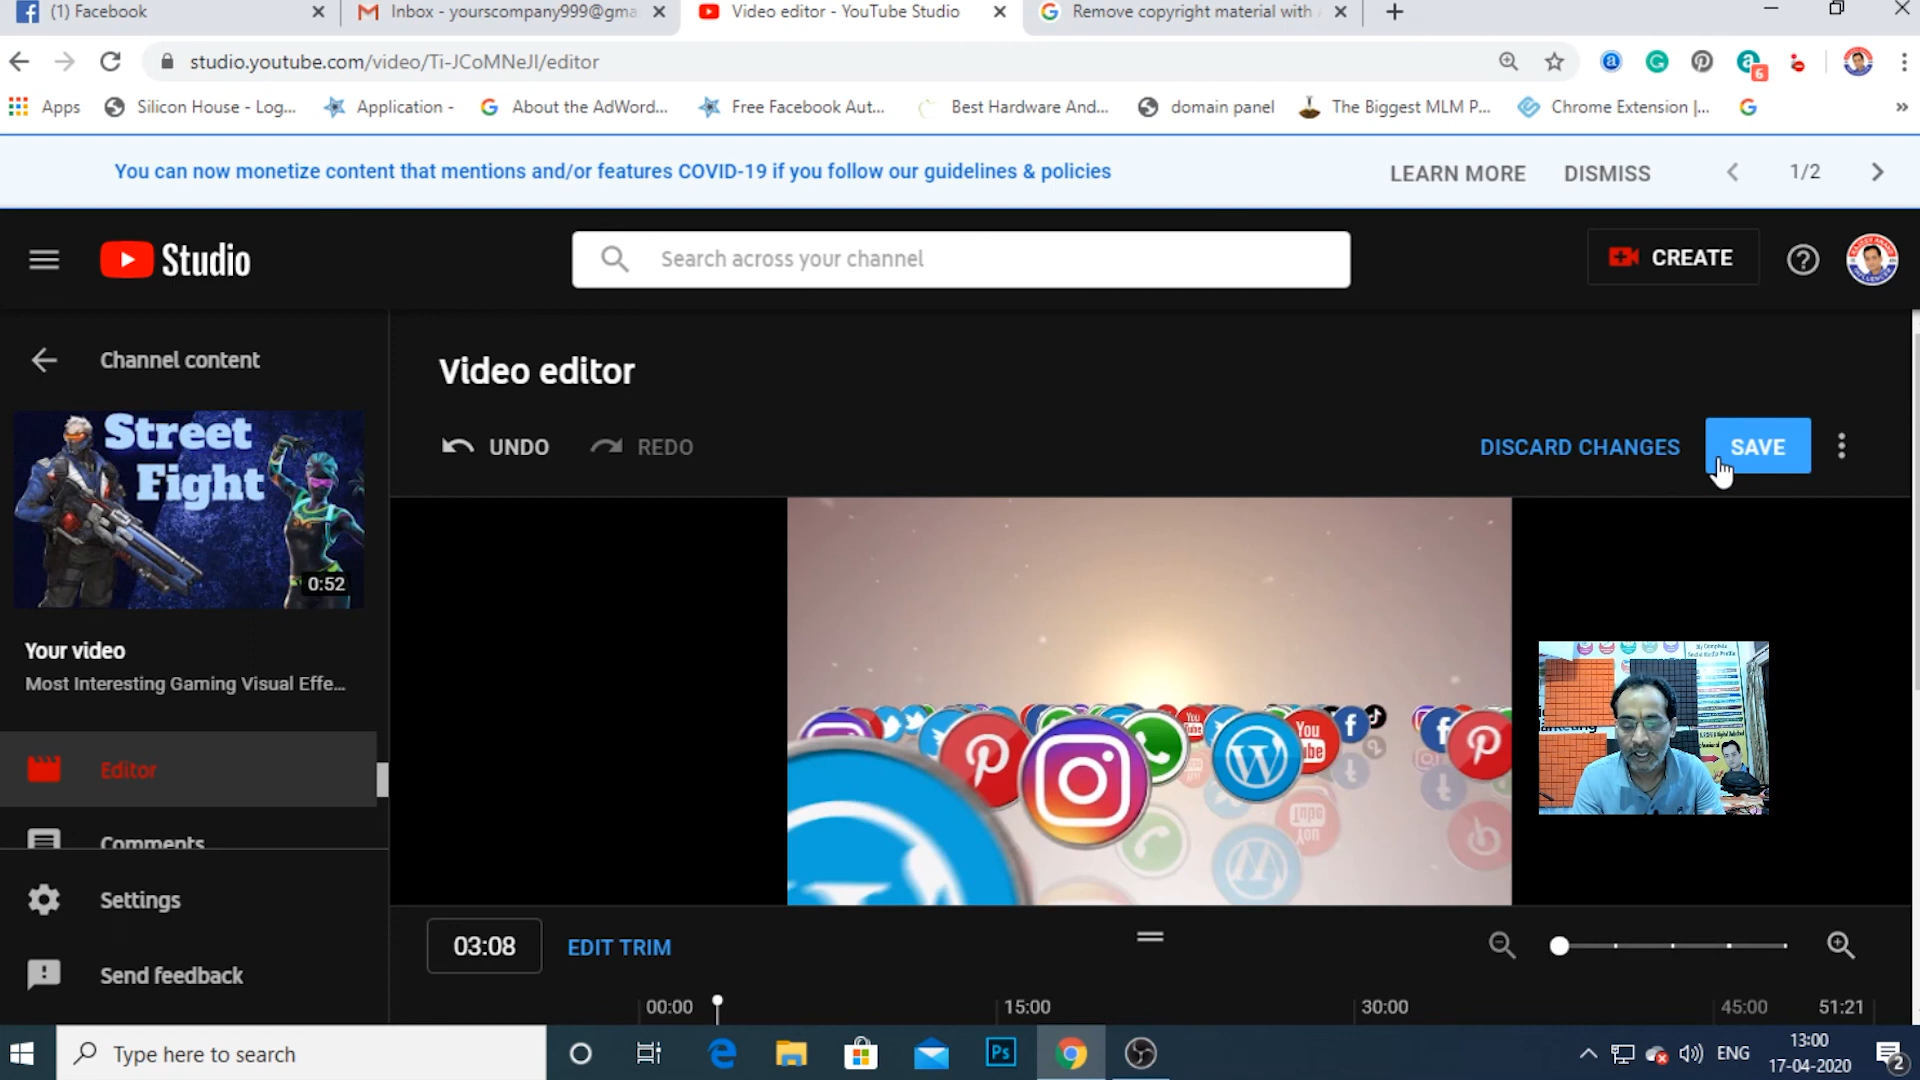 (1) Facebook
Inbox - yourscompany999@gma
Video editor - YouTube Studio
Remove copyright material with
studio.youtube.com/video/Ti-JCoMNeJI/editor
6
Apps
Silicon House - Log...
Application -
About the AdWord...
Free Facebook Aut...
Best Hardware And...
domain panel
The Biggest MLM P...
Chrome Extension |...
You can now monetize content that mentions and/or features COVID-19 if you follow our guidelines & policies
LEARN MORE
DISMISS
1/2
Studio
Search across your channel
CREATE
Channel content
Video editor
UNDO
REDO
DISCARD CHANGES
SAVE
Street
Fight
0:52
Your video
Most Interesting Gaming Visual Effe...
Editor
Comments
Settings
Send feedback
You
Tube
03:08
EDIT TRIM
00:00
15:00
30:00
45:00
51:21
Type here to search
Ps
ENG
13:00
17-04-2020
2